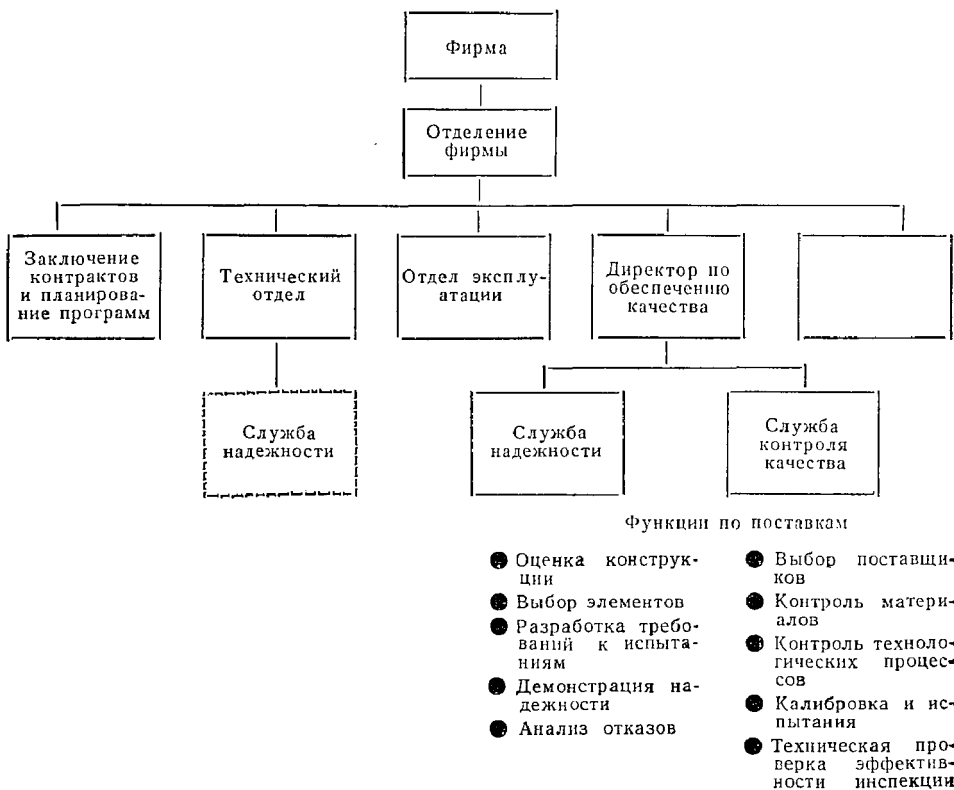 Фирма
Отделение
фирмы
Заключение
контрактов
и планирова-
ние программ
Технический
отдел
Отдел эксплу-
атации
Директор по
обеспечению
качества
Служба
надежности
Служба
надежности
Служба
контроля
качества
Функции по поставкам
● Оценка конструк-
ции
● Выбор элементов
● Разработка требо-
ваний к испыта-
ниям
● Демонстрация на-
дежности
● Анализ отказов
● Выбор поставщи-
ков
● Контроль матери-
алов
● Контроль техноло-
гических процес-
сов
● Калибровка и ис-
пытания
● Техническая про-
верка эффектив-
ности инспекции